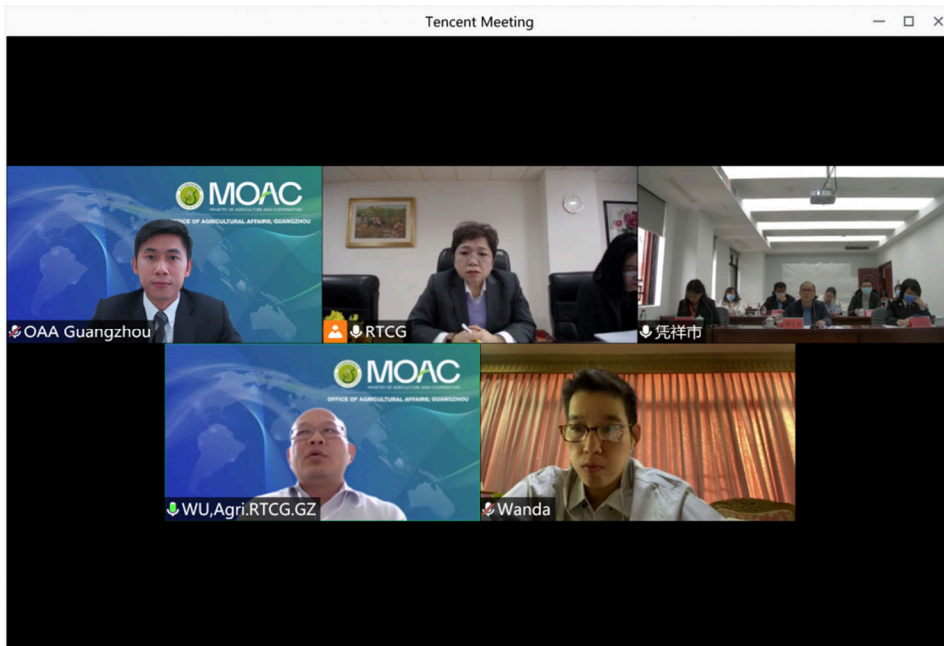 Tencent Meeting
MOAC
MINISTRY OF AGRICULTURE AND COOPERATIVES
OFFICE OF AGRICULTURAL AFFAIRS, GUANGZHOU
OAA Guangzhou
RTCG
凭祥市
MOAC
MINISTRY OF AGRICULTURE AND COOPERATIVES
OFFICE OF AGRICULTURAL AFFAIRS, GUANGZHOU
WU,Agri.RTCG.GZ
Wanda